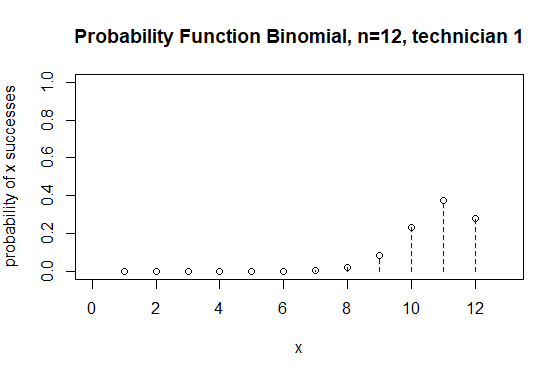 Probability Function Binomial, n=12, technician 1
probability of x successes
1.0
0.8
0.6
0.4
0.2
0.0
0 2 4 6 8 10 12
x